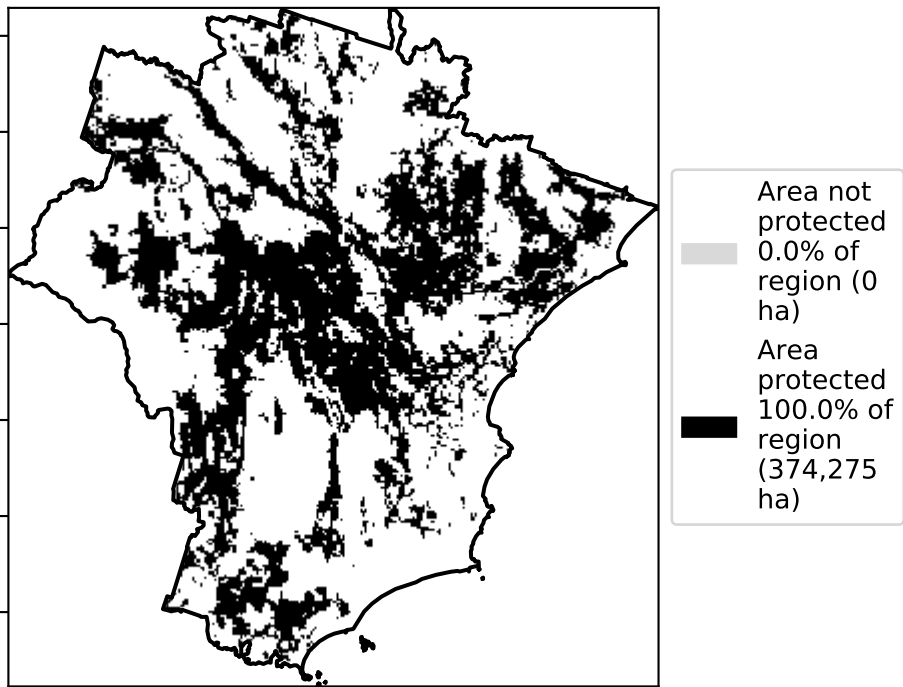 Area not
protected
0.0% of
region (0
ha)
Area
protected
100.0% of
region
(374,275
ha)